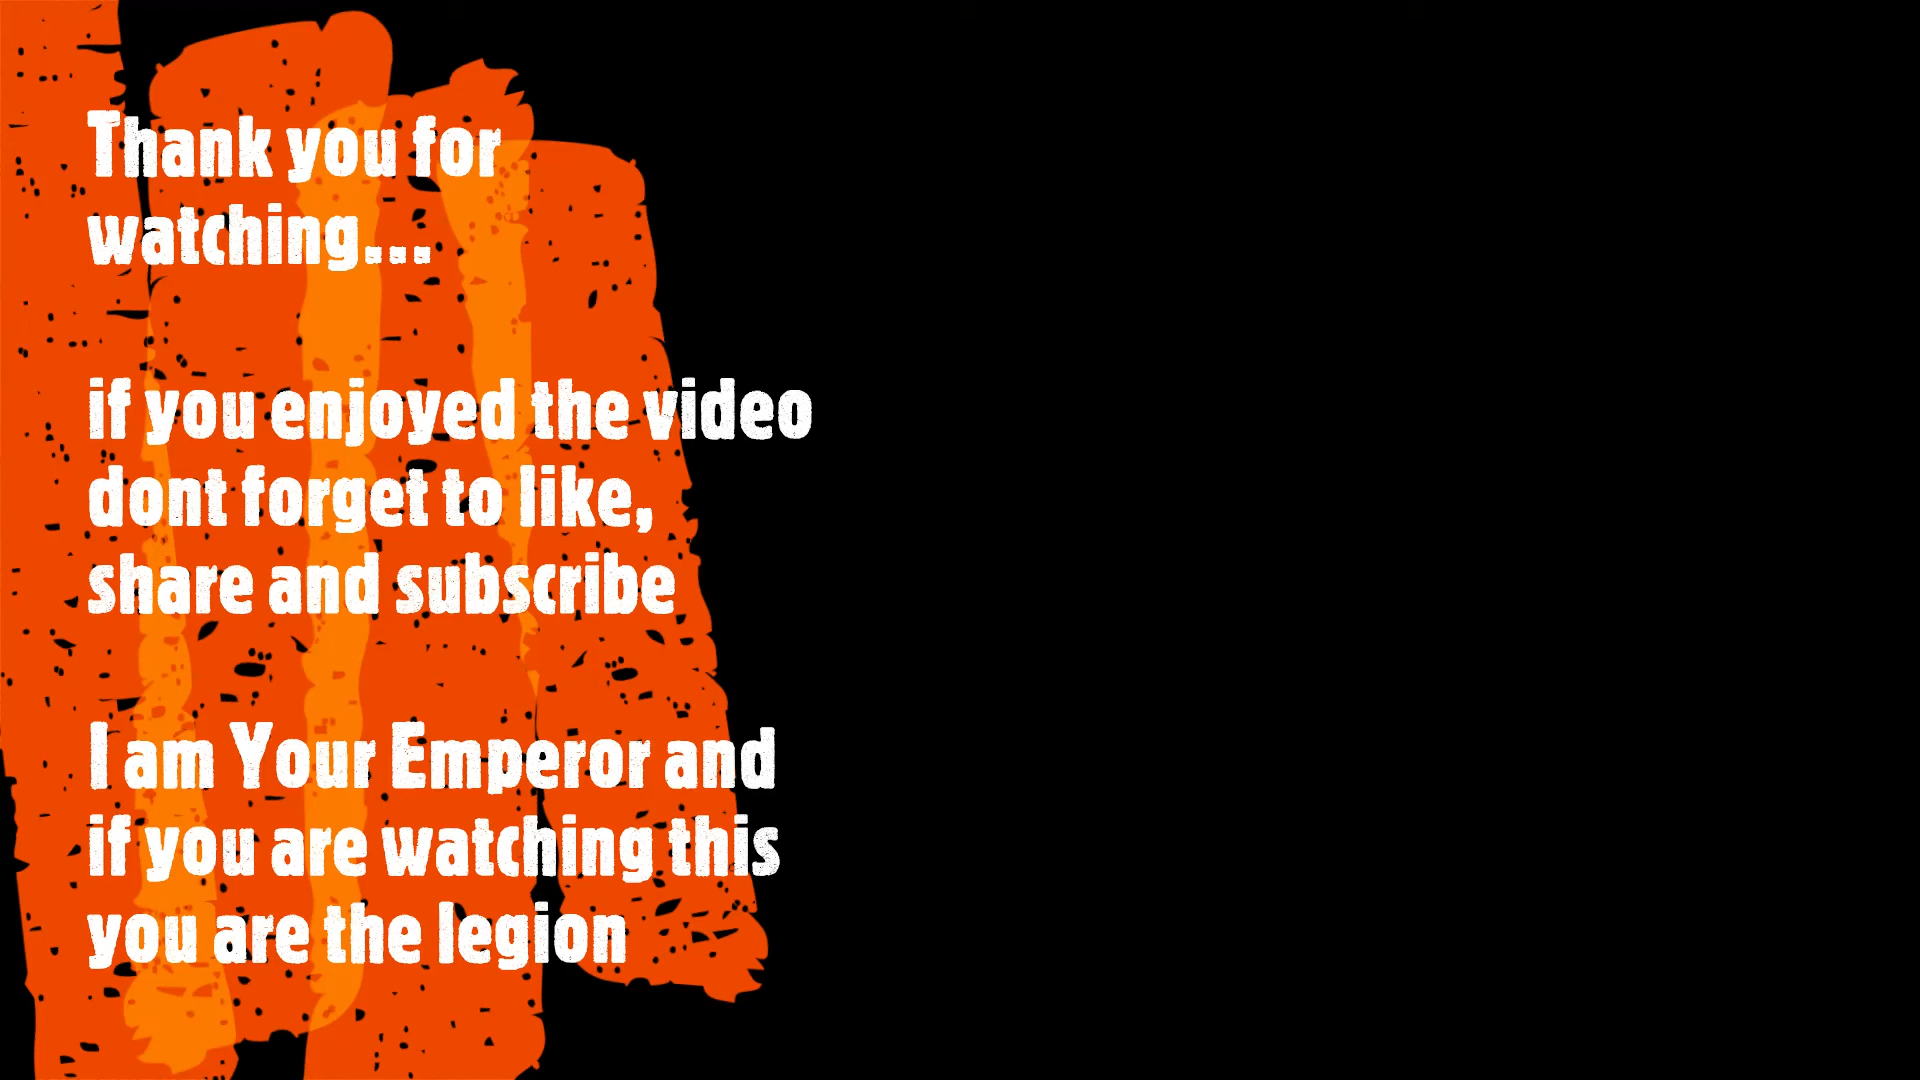 Thank you for
watching...
if you enjoyed the video
dont forget to like,
share and subscribe
I am Your Emperor and
if you are watching this
you are the legion